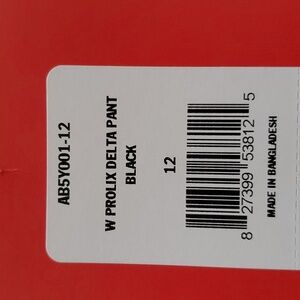 AB5Y001-12
W PROLIX DELTA PANT
BLACK
12
8 27399 53812 5
MADE IN BANGLADESH